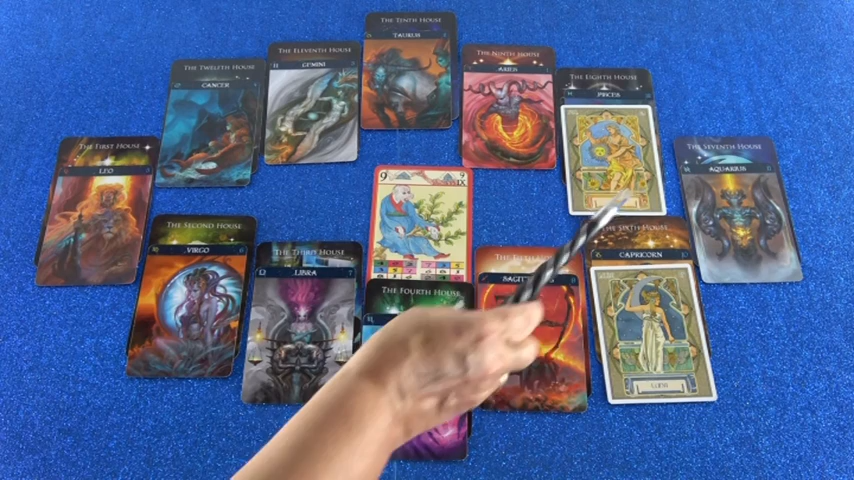 THE TENTH HOUSE
TAURUS
THE ELEVENTH HOUSE
GEMINI
THE NINTH HOUSE
ARIES
THE TWELFTH HOUSE
CANCER
THE EIGHTH HOUSE
PISCES
THE FIRST HOUSE
LEO
THE SEVENTH HOUSE
AQUARIUS
9
9
IX
THE SECOND HOUSE
VIRGO
THE THIRD HOUSE
LIBRA
THE FOURTH HOUSE
THE SIXTH HOUSE
CAPRICORN
LUNA